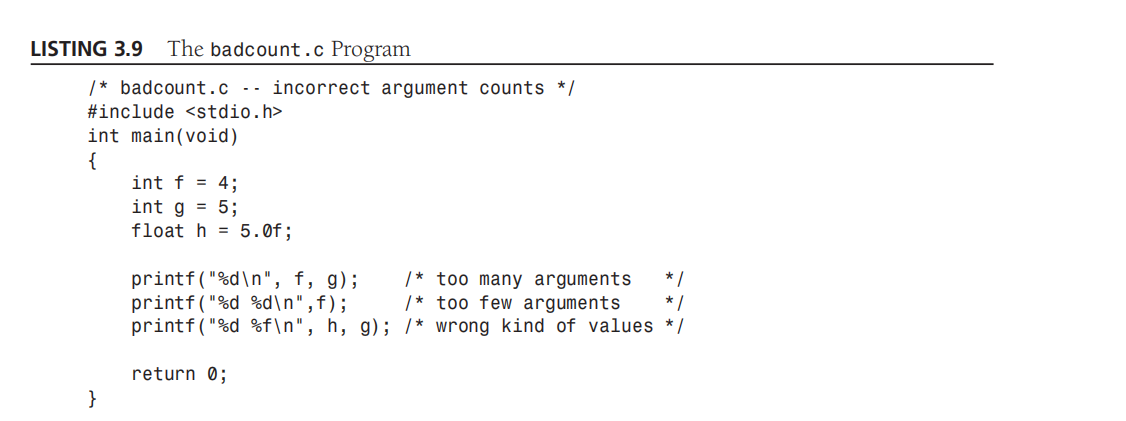 LISTING 3.9 The badcount.c Program
/* badcount.c -- incorrect argument counts */
#include <stdio.h>
int main(void)
{
    int f = 4;
    int g = 5;
    float h = 5.0f;

    printf("%d\n", f, g);    /* too many arguments   */
    printf("%d %d\n",f);     /* too few arguments    */
    printf("%d %f\n", h, g); /* wrong kind of values */

    return 0;
}